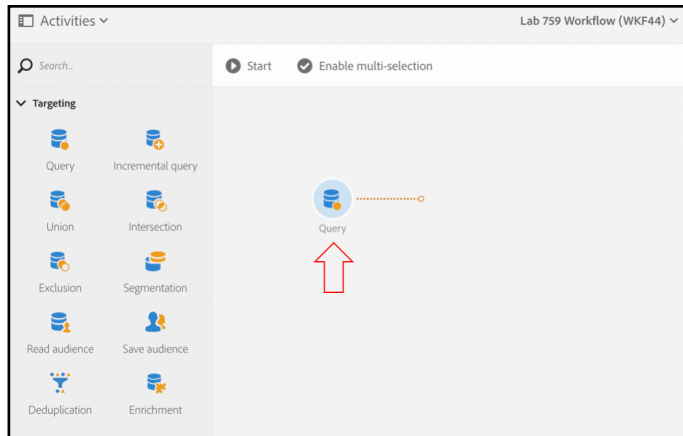 Activities
Lab 759 Workflow (WKF44)
Search...
Start
Enable multi-selection
Targeting
Query
Incremental query
Union
Intersection
Exclusion
Segmentation
Read audience
Save audience
Deduplication
Enrichment
Query